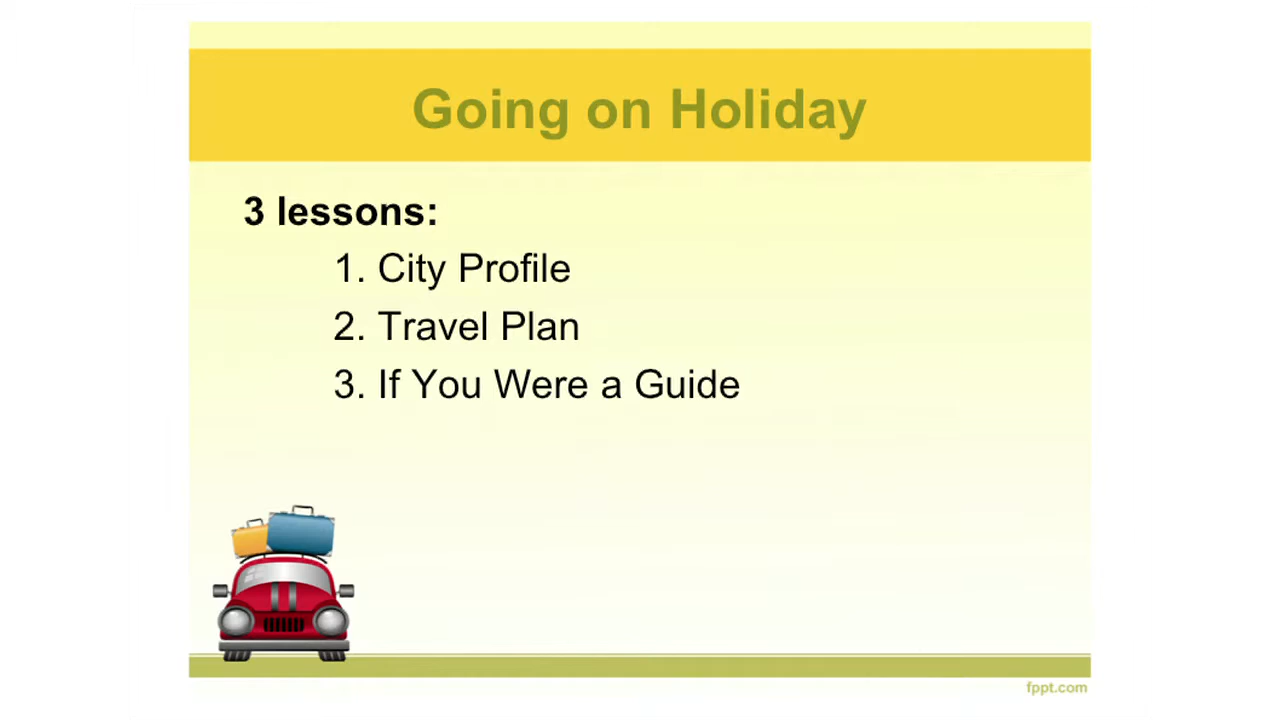 Going on Holiday
3 lessons:
1. City Profile
2. Travel Plan
3. If You Were a Guide
fppt.com